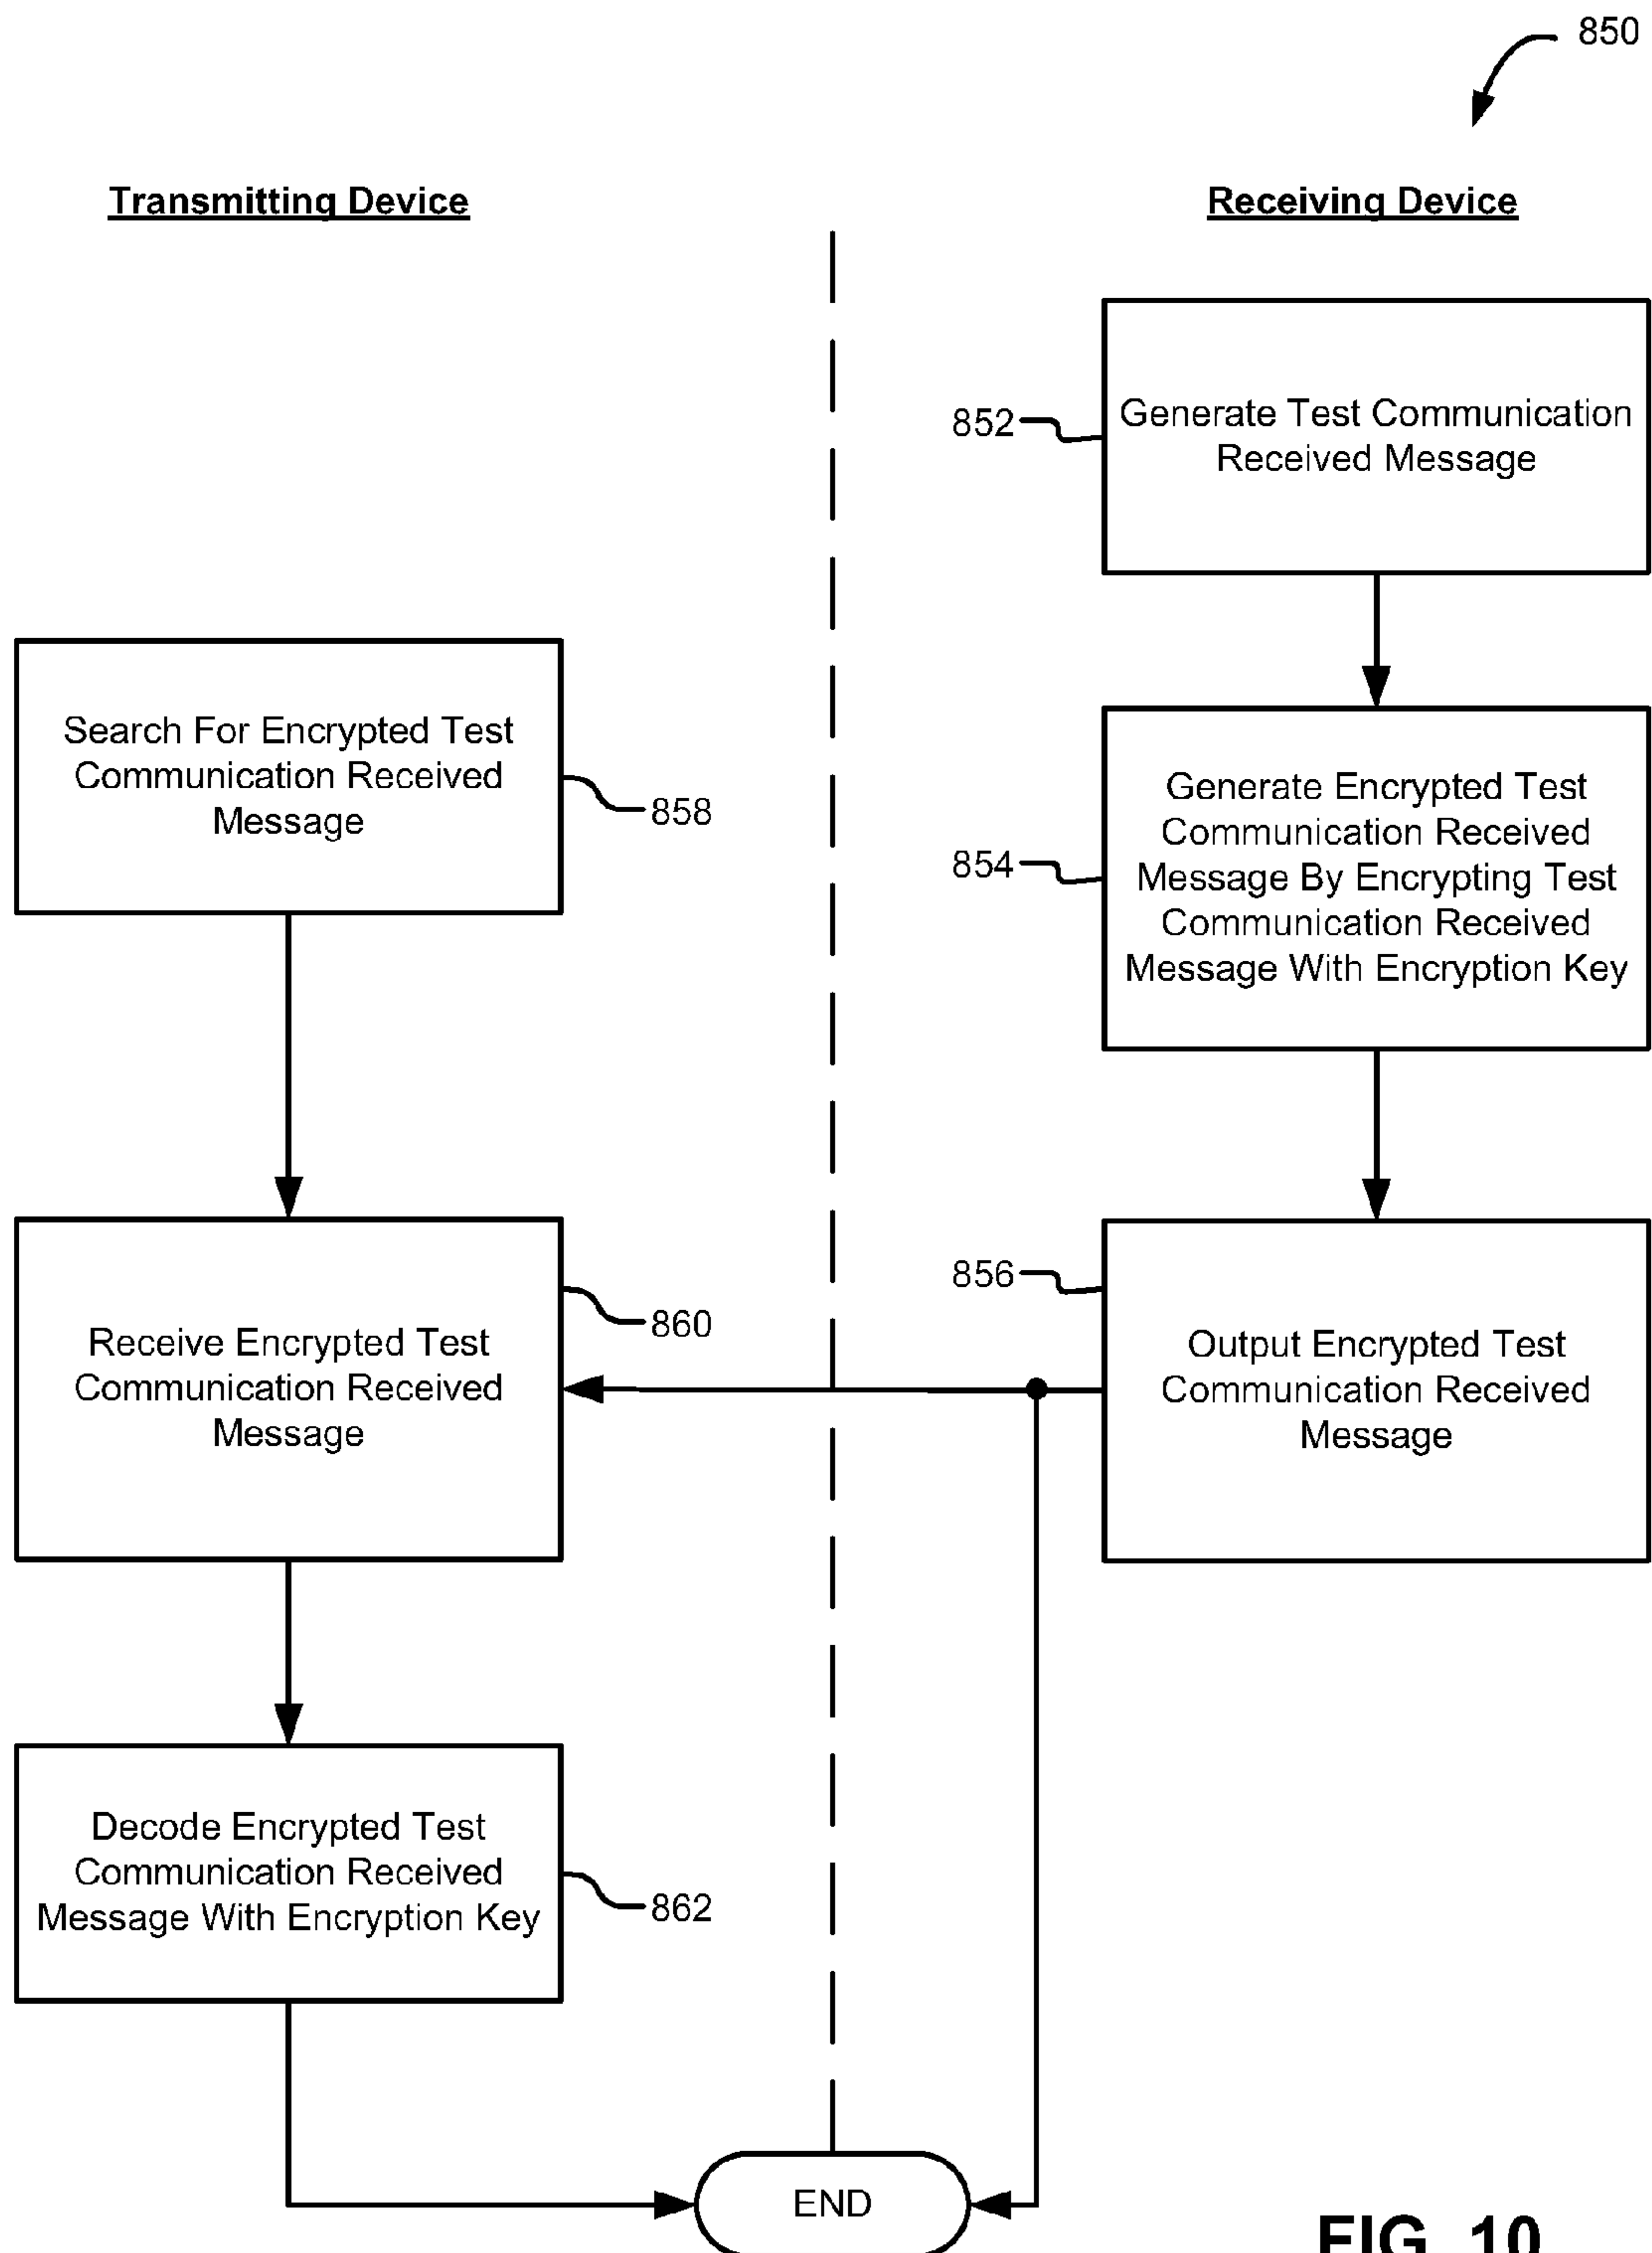 850
Transmitting Device
Receiving Device
852
Generate Test Communication
Received Message
Search For Encrypted Test
Communication Received
Message
858
854
Generate Encrypted Test
Communication Received
Message By Encrypting Test
Communication Received
Message With Encryption Key
860
Receive Encrypted Test
Communication Received
Message
856
Output Encrypted Test
Communication Received
Message
Decode Encrypted Test
Communication Received
Message With Encryption Key
862
END
FIG. 10